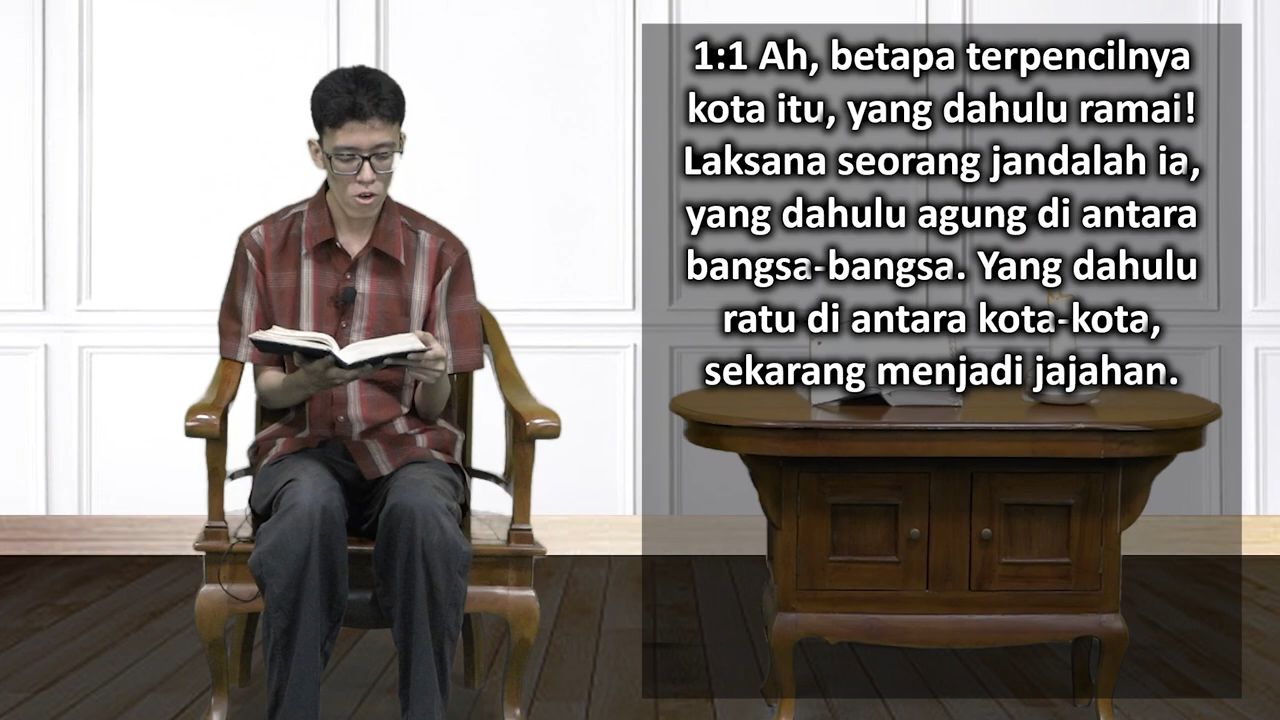 1:1 Ah, betapa terpencilnya
kota itu, yang dahulu ramai!
Laksana seorang jandalah ia,
yang dahulu agung di antara
bangsa-bangsa. Yang dahulu
ratu di antara kota-kota,
sekarang menjadi jajahan.